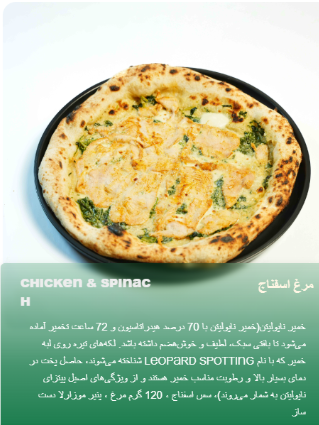 CHICKEN & SPINAC
H
مرغ اسفناج
خمیر ناپولیتن(خمیر ناپولیتن با 70 درصد هیدراتاسیون و 72 ساعت تخمیر آماده
می‌شود تا بافتی سبک، لطیف و خوش‌هضم داشته باشد. لکه‌های تیره روی لبه
خمیر که با نام LEOPARD SPOTTING شناخته می‌شوند، حاصل پخت در
دمای بسیار بالا و رطوبت مناسب خمیر هستند و از ویژگی‌های اصیل پیتزای
ناپولیتن به شمار می‌روند)، سس اسفناج ، 120 گرم مرغ ، پنیر موزارلا دست
ساز